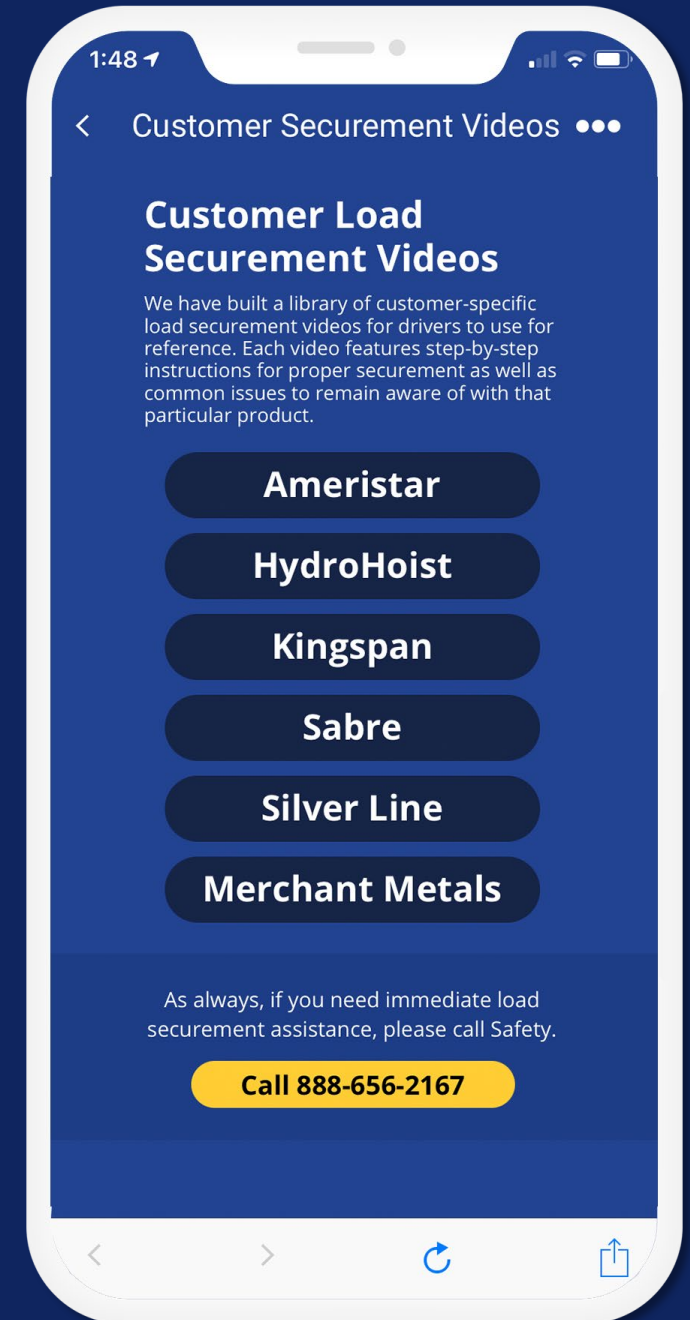 1:48
Customer Securement Videos
Customer Load
Securement Videos
We have built a library of customer-specific
load securement videos for drivers to use for
reference. Each video features step-by-step
instructions for proper securement as well as
common issues to remain aware of with that
particular product.
Ameristar
HydroHoist
Kingspan
Sabre
Silver Line
Merchant Metals
As always, if you need immediate load
securement assistance, please call Safety.
Call 888-656-2167